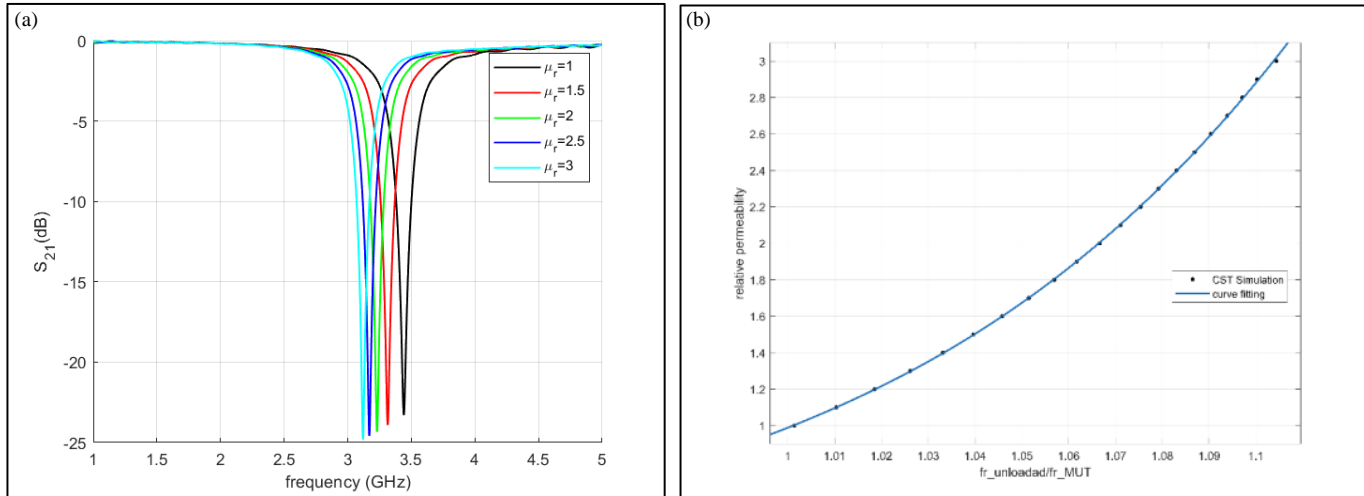 (a)
0
-5
-10
-15
-20
-25
S21(dB)
1 1.5 2 2.5 3 3.5 4 4.5 5
frequency (GHz)
μr=1
μr=1.5
μr=2
μr=2.5
μr=3
(b)
3
2.8
2.6
2.4
2.2
2
1.8
1.6
1.4
1.2
1
relative permeability
1 1.01 1.02 1.03 1.04 1.05 1.06 1.07 1.08 1.09 1.1
fr_unloadad/fr_MUT
CST Simulation
curve fitting